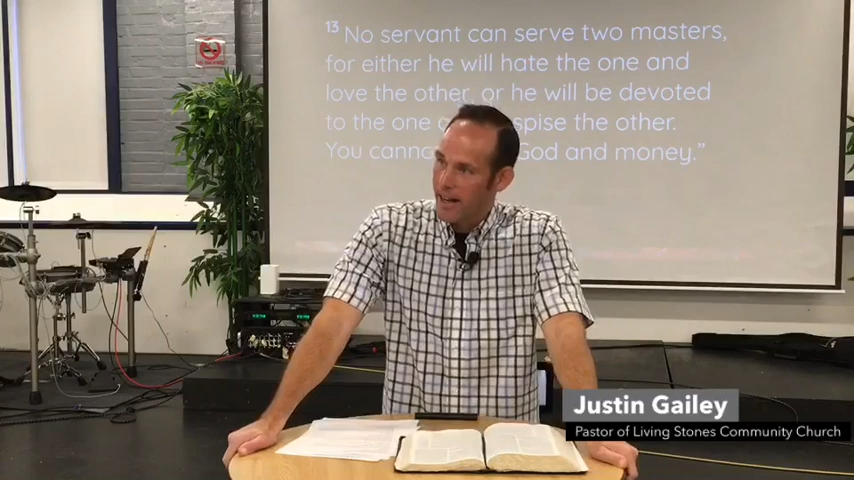 13 No servant can serve two masters,
for either he will hate the one and
love the other, or he will be devoted
to the one spise the other.
You canno God and money.”
Justin Gailey
Pastor of Living Stones Community Church